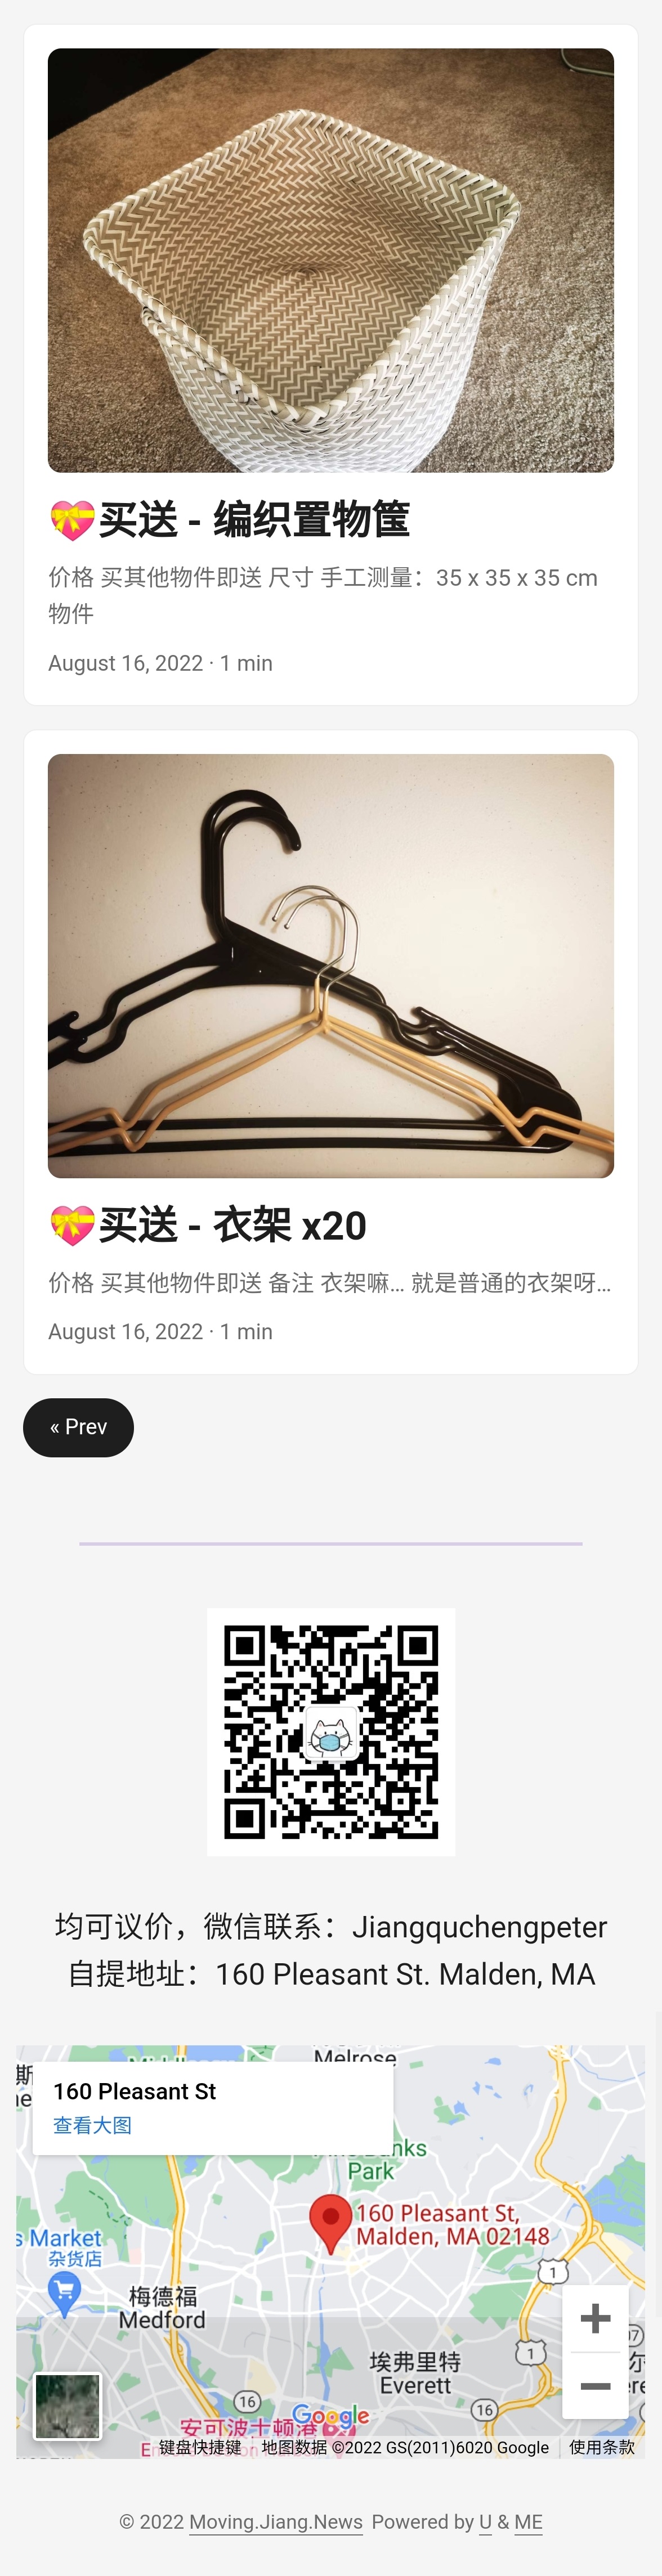 💝买送 - 编织置物筐
价格 买其他物件即送 尺寸 手工测量：35 x 35 x 35 cm
物件
August 16, 2022 · 1 min
💝买送 - 衣架 x20
价格 买其他物件即送 备注 衣架嘛… 就是普通的衣架呀…
August 16, 2022 · 1 min
« Prev
均可议价，微信联系：Jiangquchengpeter
自提地址：160 Pleasant St. Malden, MA
Melrose
160 Pleasant St
查看大图
Park
160 Pleasant St,
Malden, MA 02148
s Market
杂货店
1
梅德福
Medford
埃弗里特
Everett
1
16
16
Google
安可波士顿港
键盘快捷键
地图数据 ©2022 GS(2011)6020 Google
使用条款
© 2022 Moving.Jiang.News Powered by U & ME